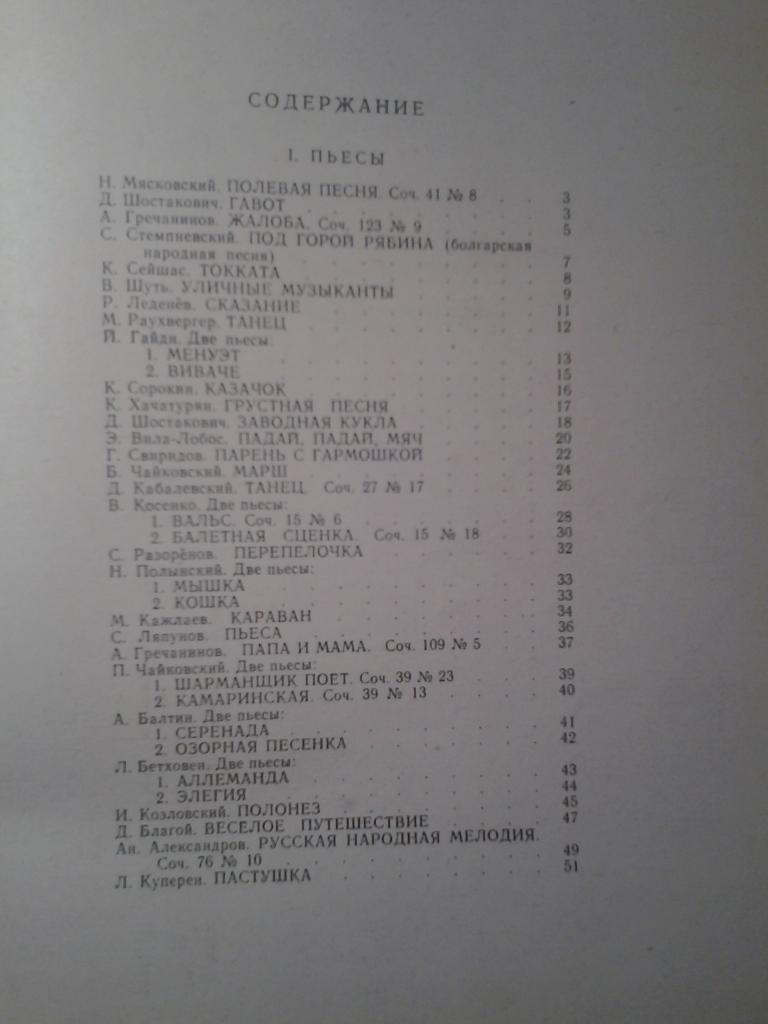 СОДЕРЖАНИЕ
I. ПЬЕСЫ
Н. Мясковский. ПОЛЕВАЯ ПЕСНЯ. Соч. 41 № 8 . . 3
Д. Шостакович. ГАВОТ . . . . . . . 3
А. Гречанинов. ЖАЛОБА. Соч. 123 № 9 . . . . 5
С. Стемпневский. ПОД ГОРОЙ РЯБИНА (болгарская
народная песня) . . . . . . . 7
К. Сейшас. ТОККАТА . . . . . . . 8
В. Шуть. УЛИЧНЫЕ МУЗЫКАНТЫ . . . . . 9
Р. Леденёв. СКАЗАНИЕ . . . . . . . 11
М. Раухвергер. ТАНЕЦ . . . . . . . 12
Й. Гайдн. Две пьесы:
1. МЕНУЭТ . . . . . . . 13
2. ВИВАЧЕ . . . . . . . 15
К. Сорокин. КАЗАЧОК . . . . . . . 16
К. Хачатурян. ГРУСТНАЯ ПЕСНЯ . . . . . 17
Д. Шостакович. ЗАВОДНАЯ КУКЛА . . . . . 18
Э. Вила-Лобос. ПАДАЙ, ПАДАЙ, МЯЧ . . . . 20
Г. Свиридов. ПАРЕНЬ С ГАРМОШКОЙ . . . . 22
Б. Чайковский. МАРШ . . . . . . . 24
Д. Кабалевский. ТАНЕЦ. Соч. 27 № 17 . . . . 26
В. Косенко. Две пьесы:
1. ВАЛЬС. Соч. 15 № 6 . . . . . . 28
2. БАЛЕТНАЯ СЦЕНКА. Соч. 15 № 18 . . 30
С. Разорёнов. ПЕРЕПЕЛОЧКА . . . . . . 32
Н. Полынский. Две пьесы:
1. МЫШКА . . . . . . . 33
2. КОШКА . . . . . . . 33
М. Кажлаев. КАРАВАН . . . . . . . 34
С. Ляпунов. ПЬЕСА . . . . . . . 36
А. Гречанинов. ПАПА И МАМА. Соч. 109 № 5 . . 37
П. Чайковский. Две пьесы:
1. ШАРМАНЩИК ПОЕТ. Соч. 39 № 23 . . . 39
2. КАМАРИНСКАЯ. Соч. 39 № 13 . . . . 40
А. Балтин. Две пьесы:
1. СЕРЕНАДА . . . . . . . 41
2. ОЗОРНАЯ ПЕСЕНКА . . . . . . 42
Л. Бетховен. Две пьесы:
1. АЛЛЕМАНДА . . . . . . . 43
2. ЭЛЕГИЯ . . . . . . . 44
И. Козловский. ПОЛОНЕЗ . . . . . . . 45
Д. Благой. ВЕСЕЛОЕ ПУТЕШЕСТВИЕ . . . . 47
Ан. Александров. РУССКАЯ НАРОДНАЯ МЕЛОДИЯ.
Соч. 76 № 10 . . . . . . . 49
Л. Куперен. ПАСТУШКА . . . . . . . 51